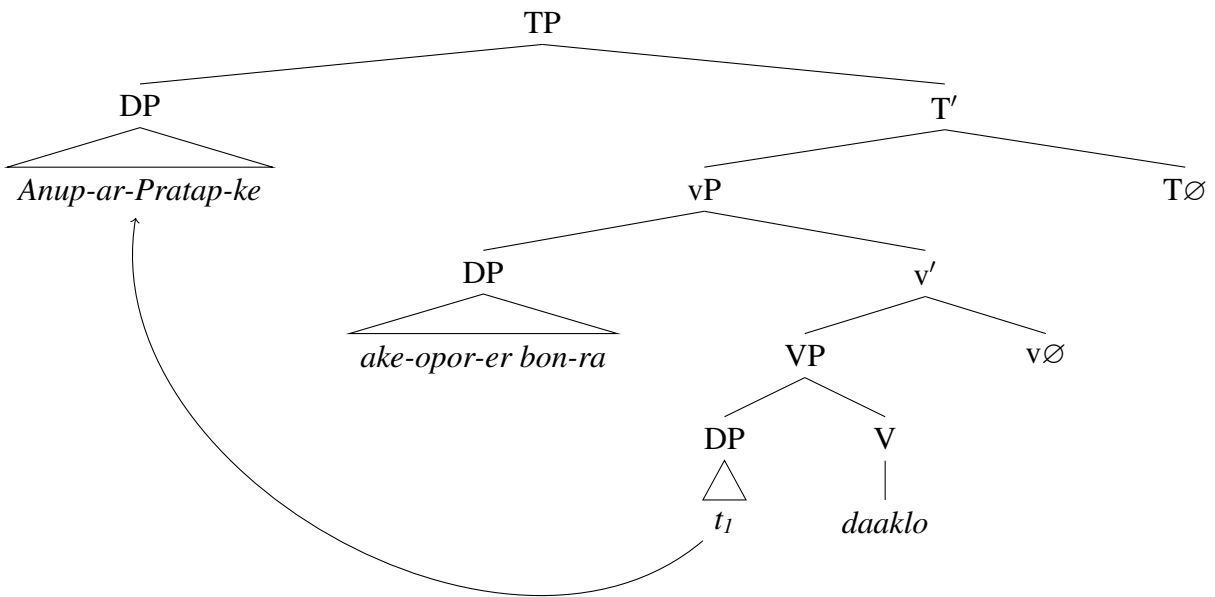 TP
DP T′
Anup-ar-Pratap-ke vP T∅
DP v′
ake-opor-er bon-ra VP v∅
DP V
t1 daaklo